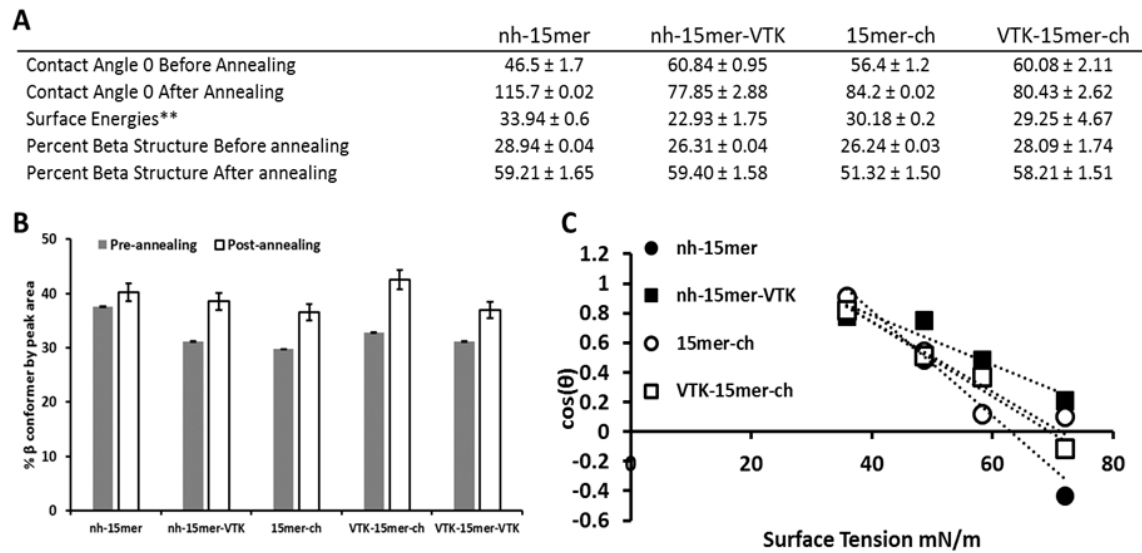 A
nh-15mer nh-15mer-VTK 15mer-ch VTK-15mer-ch
Contact Angle 0 Before Annealing 46.5 ± 1.7 60.84 ± 0.95 56.4 ± 1.2 60.08 ± 2.11
Contact Angle 0 After Annealing 115.7 ± 0.02 77.85 ± 2.88 84.2 ± 0.02 80.43 ± 2.62
Surface Energies** 33.94 ± 0.6 22.93 ± 1.75 30.18 ± 0.2 29.25 ± 4.67
Percent Beta Structure Before annealing 28.94 ± 0.04 26.31 ± 0.04 26.24 ± 0.03 28.09 ± 1.74
Percent Beta Structure After annealing 59.21 ± 1.65 59.40 ± 1.58 51.32 ± 1.50 58.21 ± 1.51
B
Pre-annealing Post-annealing
% β conformer by peak area
50
40
30
20
10
0
nh-15mer nh-15mer-VTK 15mer-ch VTK-15mer-ch VTK-15mer-VTK
C
nh-15mer
nh-15mer-VTK
15mer-ch
VTK-15mer-ch
cos(θ)
1.2
1
0.8
0.6
0.4
0.2
0
-0.2
-0.4
-0.6
0 20 40 60 80
Surface Tension mN/m